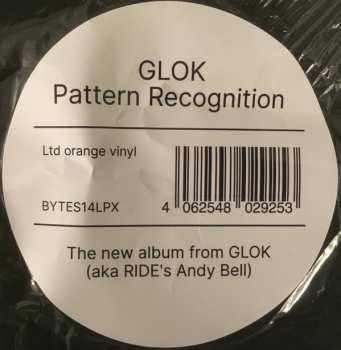 GLOK
Pattern Recognition
Ltd orange vinyl
BYTES14LPX
4 062548 029253
The new album from GLOK
(aka RIDE's Andy Bell)